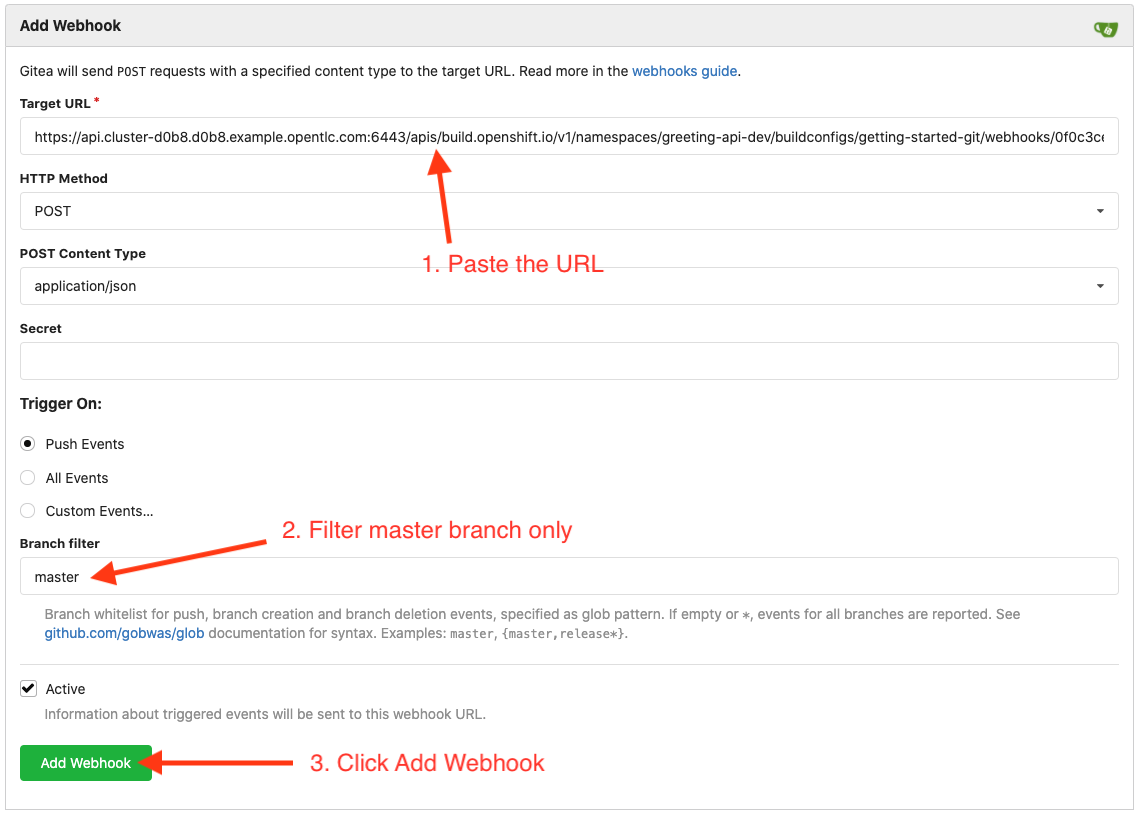 Add Webhook
Gitea will send POST requests with a specified content type to the target URL. Read more in the webhooks guide.
Target URL *
https://api.cluster-d0b8.d0b8.example.opentlc.com:6443/apis/build.openshift.io/v1/namespaces/greeting-api-dev/buildconfigs/getting-started-git/webhooks/0f0c3ce
HTTP Method
POST
1. Paste the URL
POST Content Type
application/json
Secret
Trigger On:
Push Events
All Events
Custom Events...
2. Filter master branch only
Branch filter
master
Branch whitelist for push, branch creation and branch deletion events, specified as glob pattern. If empty or *, events for all branches are reported. See
github.com/gobwas/glob documentation for syntax. Examples: master, {master,release*}.
Active
Information about triggered events will be sent to this webhook URL.
Add Webhook
3. Click Add Webhook